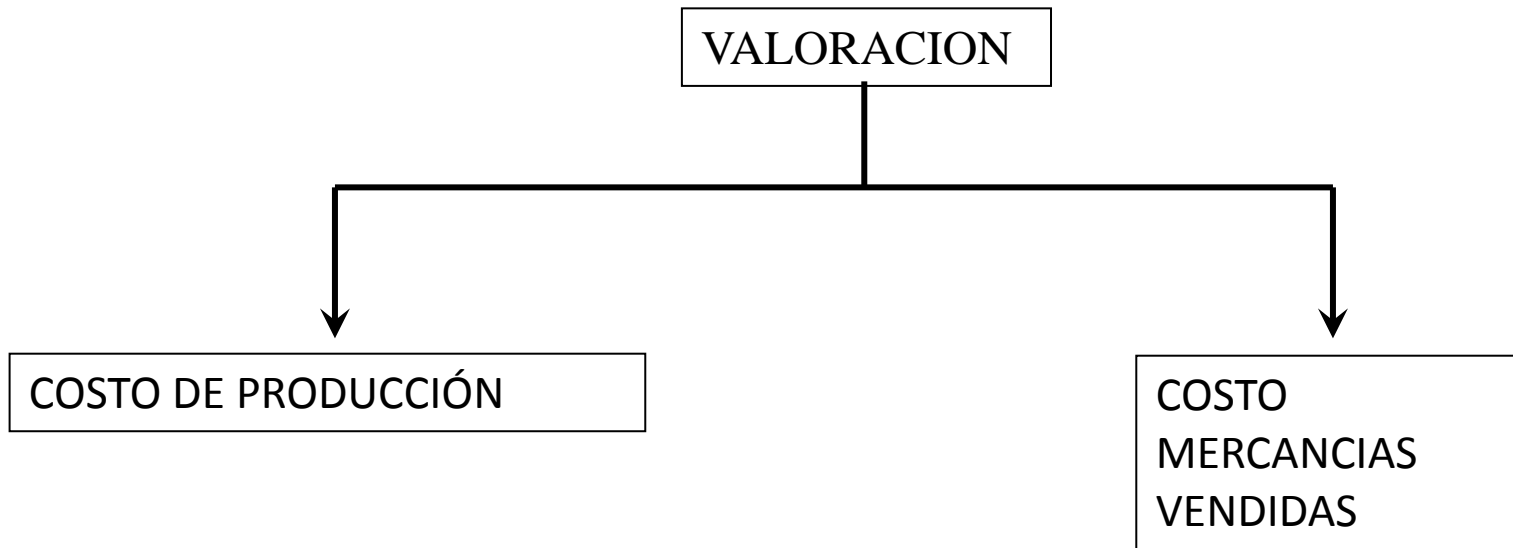 VALORACION
COSTO DE PRODUCCIÓN
COSTO
MERCANCIAS
VENDIDAS